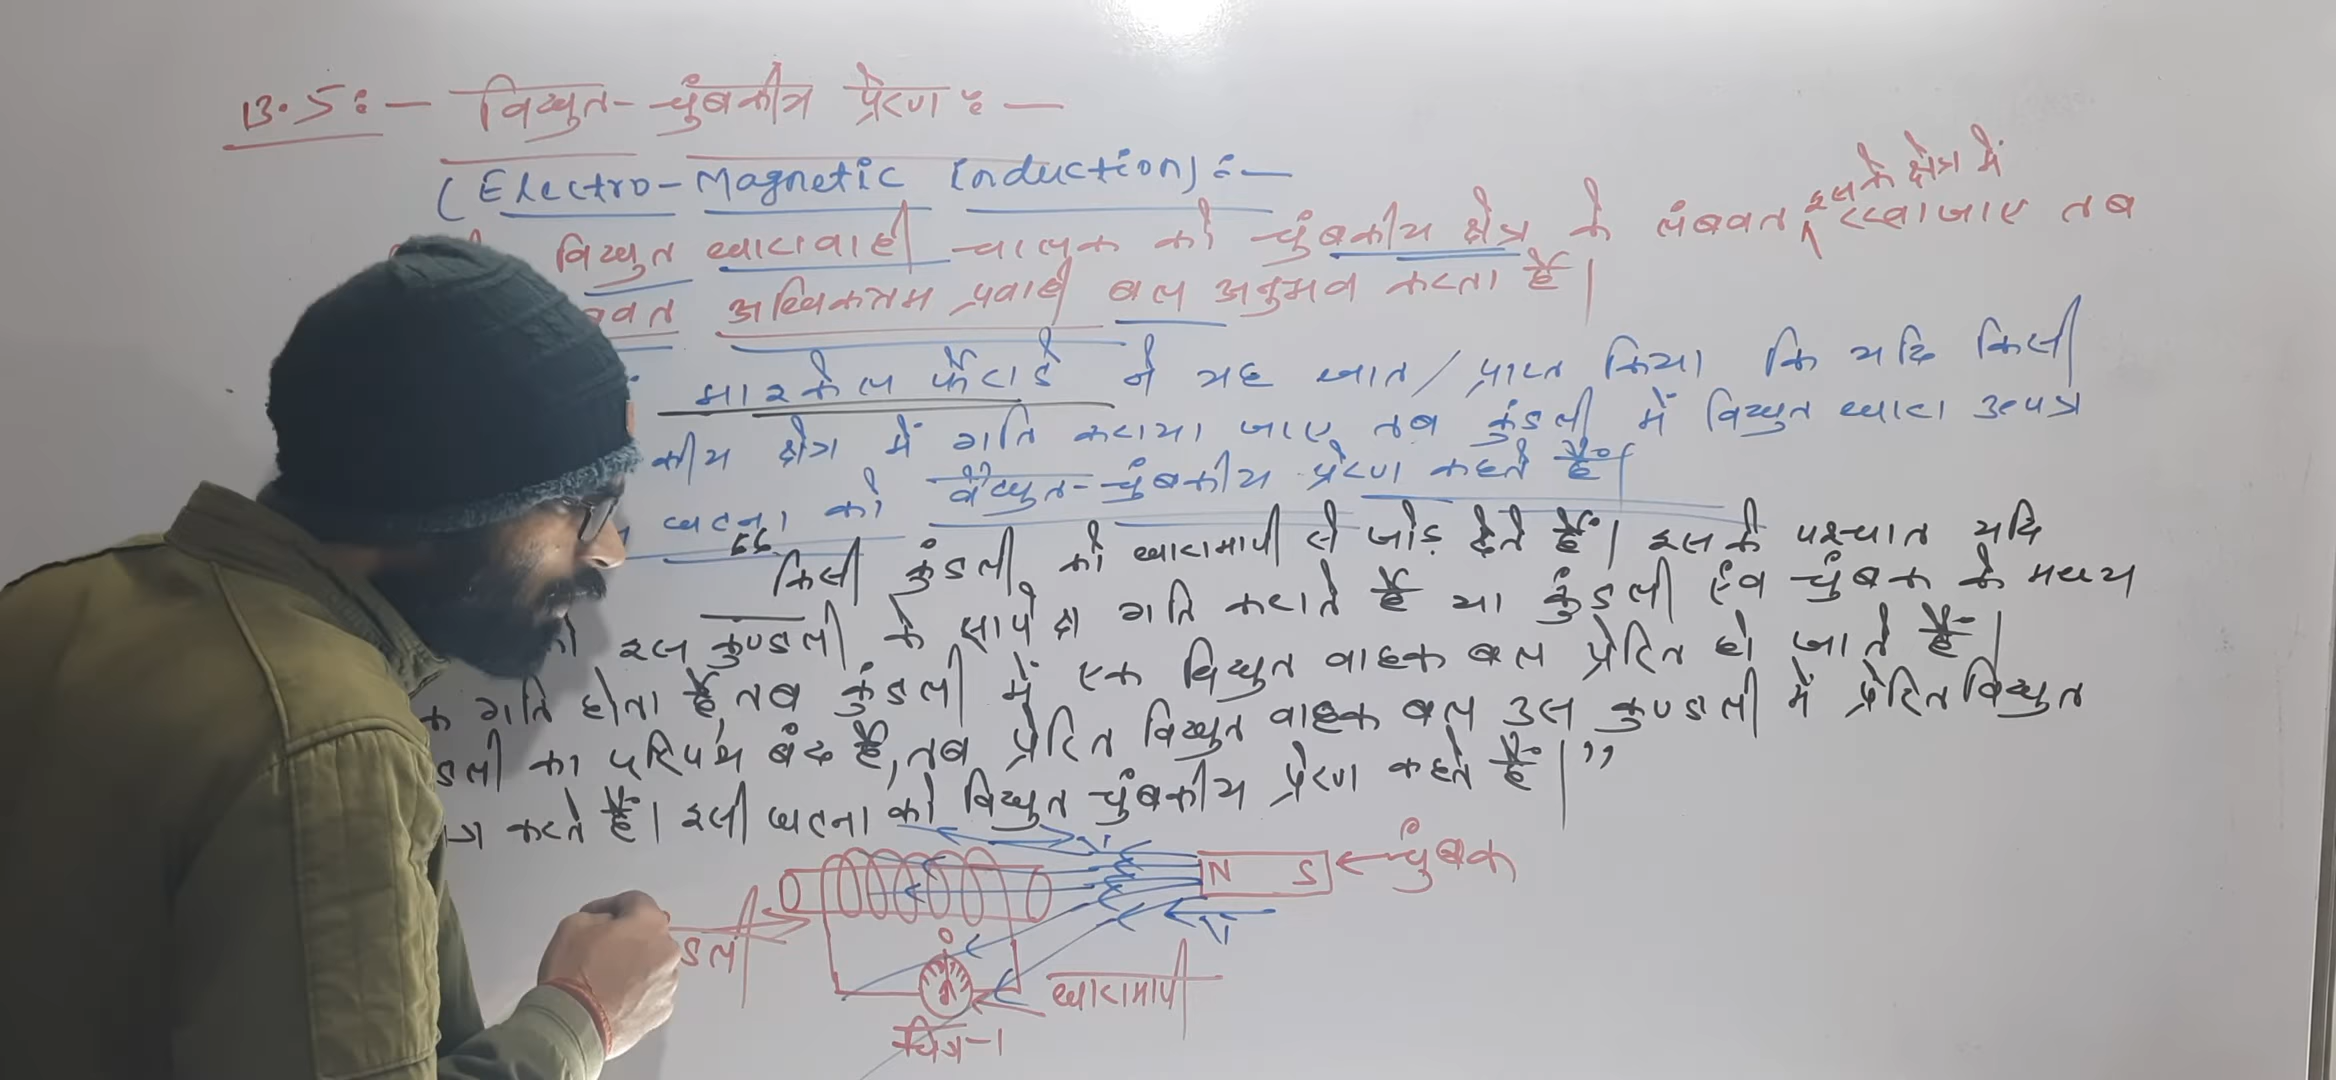 13.5:- विद्युत-चुंबकीय प्रेरण:-
(Electro-Magnetic Induction):-
विद्युत धारावाही चालक को चुंबकीय क्षेत्र के लंबवत इसके क्षेत्र में रखा जाए तब
अधिकतम प्रवाही बल अनुभव करता है।
माइकेल फैराडे ने यह ज्ञात/प्राप्त किया कि यदि किसी
कीय क्षेत्र में गति कराया जाए तब कुंडली में विद्युत धारा उत्पन्न
घटना को वैद्युत-चुंबकीय प्रेरण कहते हैं।
“किसी कुंडली को धारामापी से जोड़ देते हैं। इसके पश्चात यदि
इस कुण्डली के सापेक्ष गति कराते हैं या कुंडली एंव चुंबक के मध्य
क गति होता हैं, तब कुंडली में एक विद्युत वाहक बल प्रेरित हो जाते हैं।
डली का परिपथ बंद हैं, तब प्रेरित विद्युत वाहक बल उस कुण्डली में प्रेरित विद्युत
करते हैं। इसी घटना को विद्युत चुंबकीय प्रेरण कहते हैं।”
N S ← चुंबक
डली
धारामापी
चित्र-1